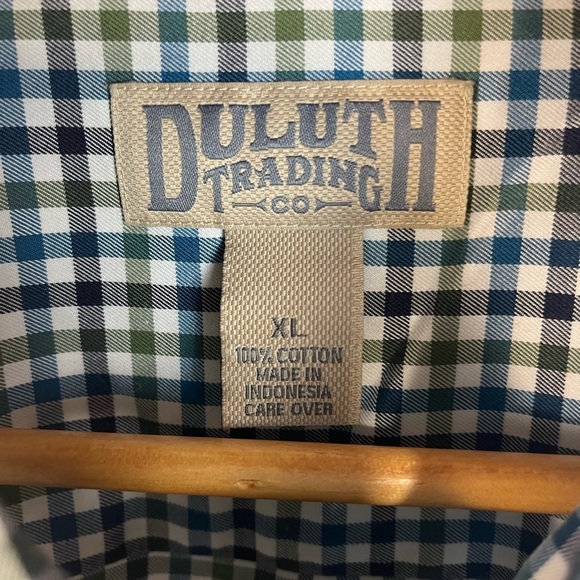 DULUTH
TRADING
CO
XL
100% COTTON
MADE IN
INDONESIA
CARE OVER